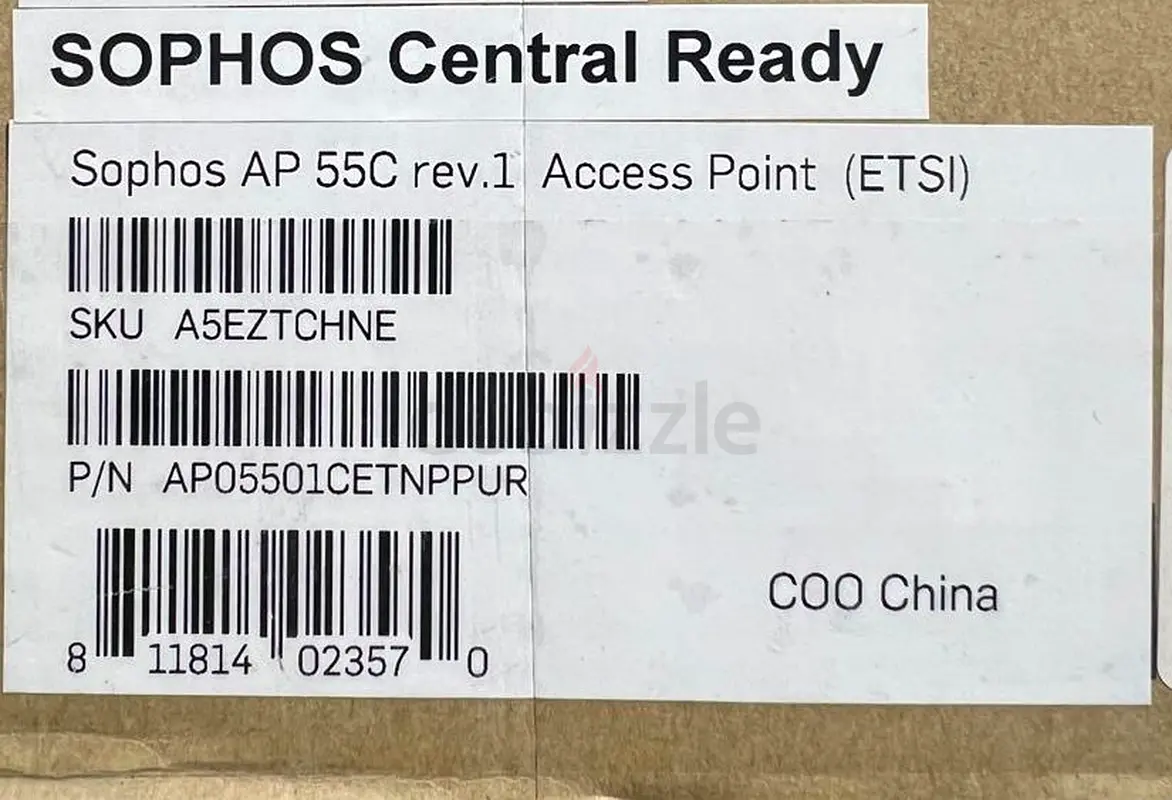 SOPHOS Central Ready
Sophos AP 55C rev.1 Access Point (ETSI)
SKU A5EZTCHNE
dubizzle
P/N AP05501CETNPPUR
COO China
8 11814 02357 0